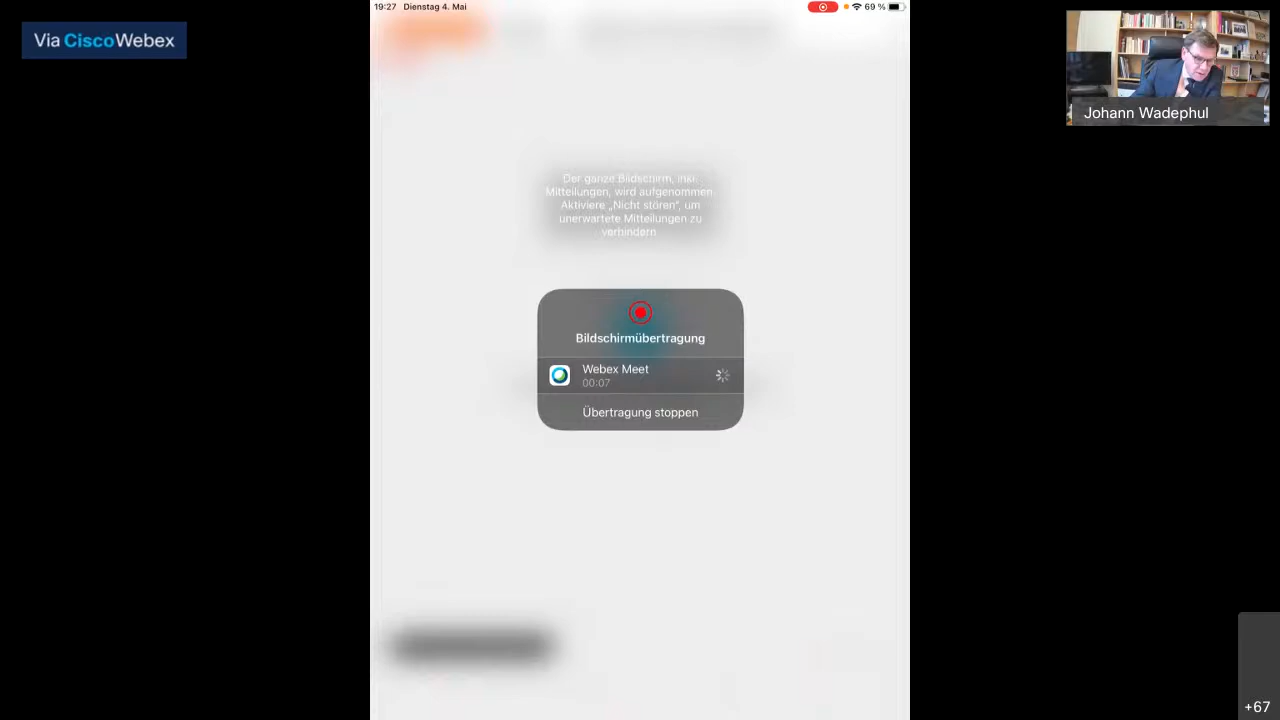 Via CiscoWebex
19:27 Dienstag 4. Mai
69 %
Johann Wadephul
Der ganze Bildschirm, inkl.
Mitteilungen, wird aufgenommen.
Aktiviere „Nicht stören“, um
unerwartete Mitteilungen zu
verhindern
Bildschirmübertragung
Webex Meet
00:07
Übertragung stoppen
+67